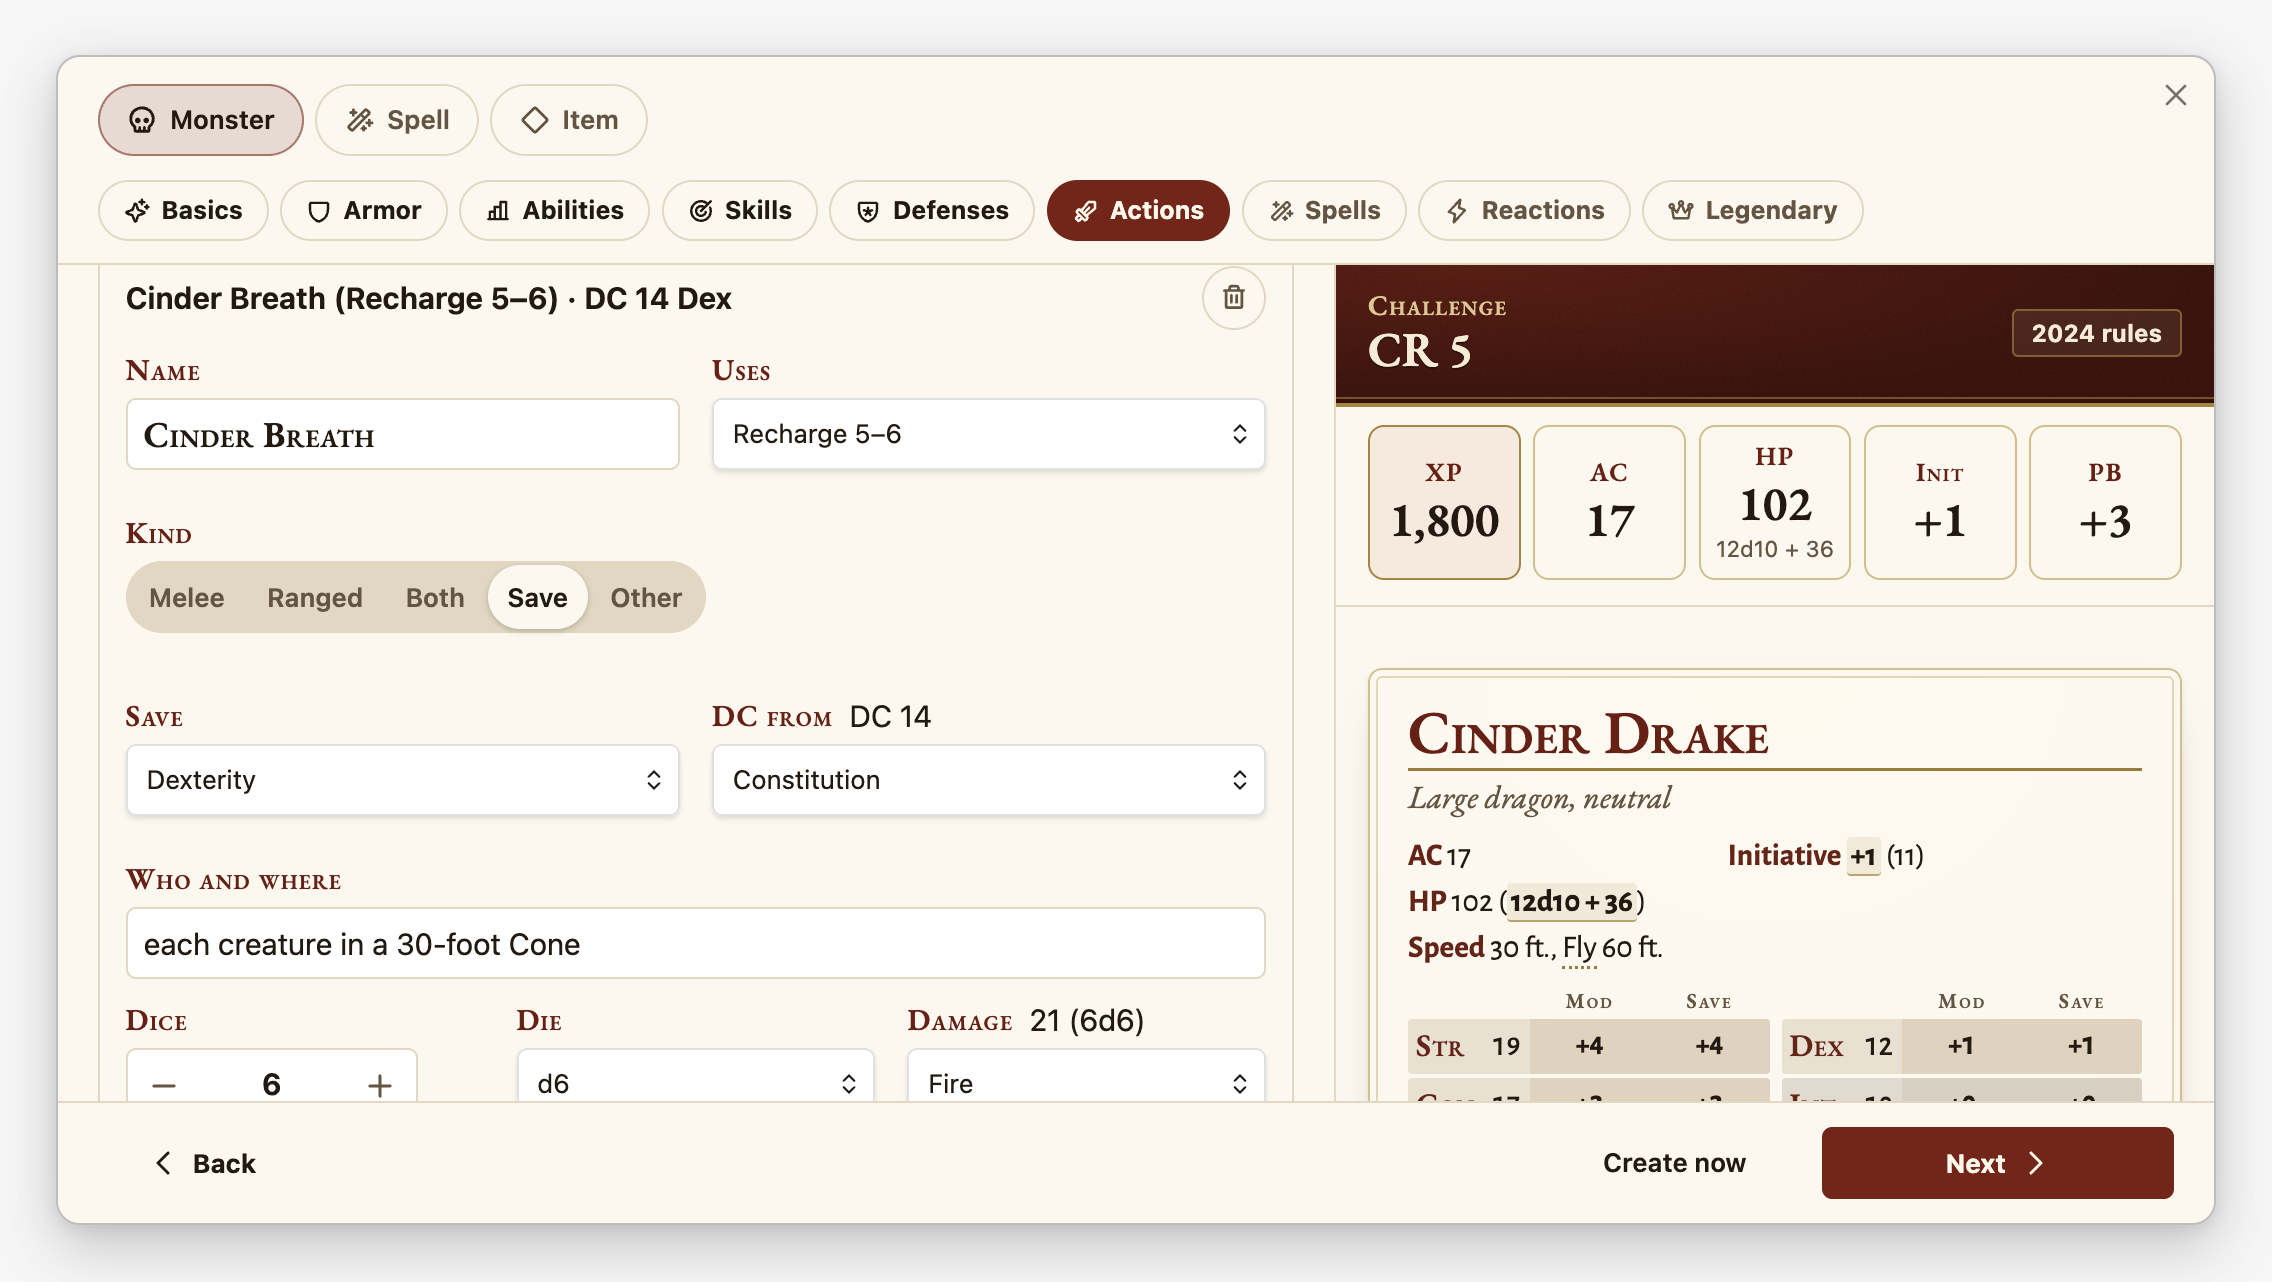 Monster
Spell
Item
Basics
Armor
Abilities
Skills
Defenses
Actions
Spells
Reactions
Legendary
Cinder Breath (Recharge 5–6) · DC 14 Dex
Name
Uses
Cinder Breath
Recharge 5–6
Kind
Melee
Ranged
Both
Save
Other
Save
DC from DC 14
Dexterity
Constitution
Who and where
each creature in a 30-foot Cone
Dice
Die
Damage 21 (6d6)
6
d6
Fire
Challenge
CR 5
2024 rules
XP
1,800
AC
17
HP
102
12d10 + 36
Init
+1
PB
+3
Cinder Drake
Large dragon, neutral
AC 17
Initiative +1 (11)
HP 102 (12d10 + 36)
Speed 30 ft., Fly 60 ft.
Mod Save
Mod Save
Str 19 +4 +4
Dex 12 +1 +1
Back
Create now
Next